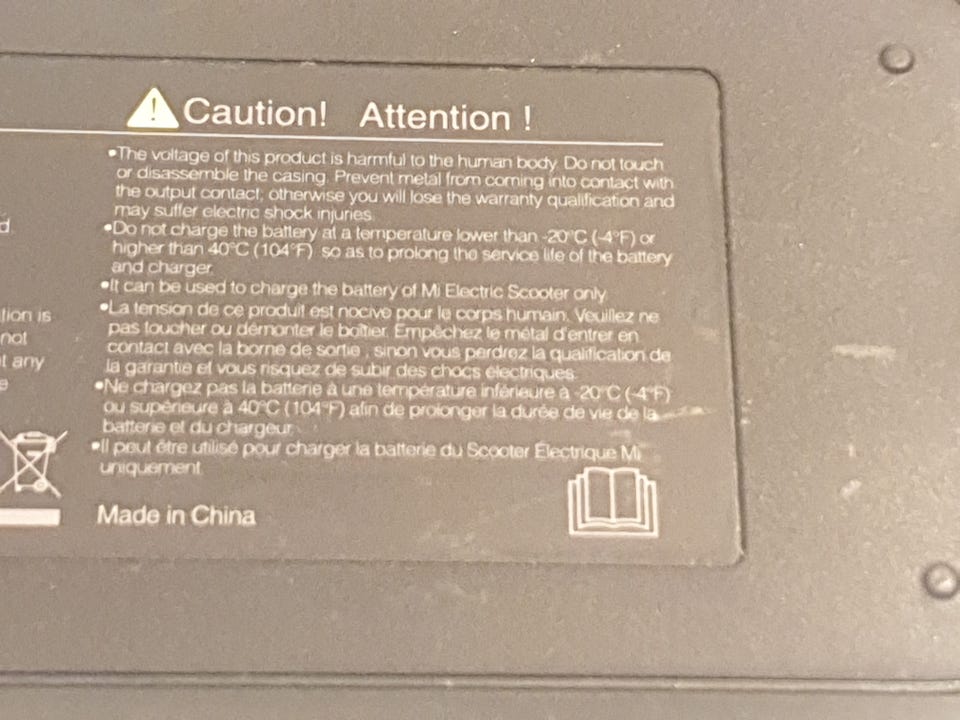 Caution! Attention !
•The voltage of this product is harmful to the human body. Do not touch
or disassemble the casing. Prevent metal from coming into contact with
the output contact; otherwise you will lose the warranty qualification and
may suffer electric shock injuries.
•Do not charge the battery at a temperature lower than -20°C (-4°F) or
higher than 40°C (104°F) so as to prolong the service life of the battery
and charger.
•It can be used to charge the battery of Mi Electric Scooter only
•La tension de ce produit est nocive pour le corps humain. Veuillez ne
pas toucher ou démonter le boîtier. Empêchez le métal d'entrer en
contact avec la borne de sortie ; sinon vous perdrez la qualification de
la garantie et vous risquez de subir des chocs électriques.
•Ne chargez pas la batterie à une température inférieure à -20°C (-4°F)
ou supérieure à 40°C (104°F) afin de prolonger la durée de vie de la
batterie et du chargeur.
•Il peut être utilisé pour charger la batterie du Scooter Électrique Mi
uniquement.
Made in China
d.
tion is
not
t any
e